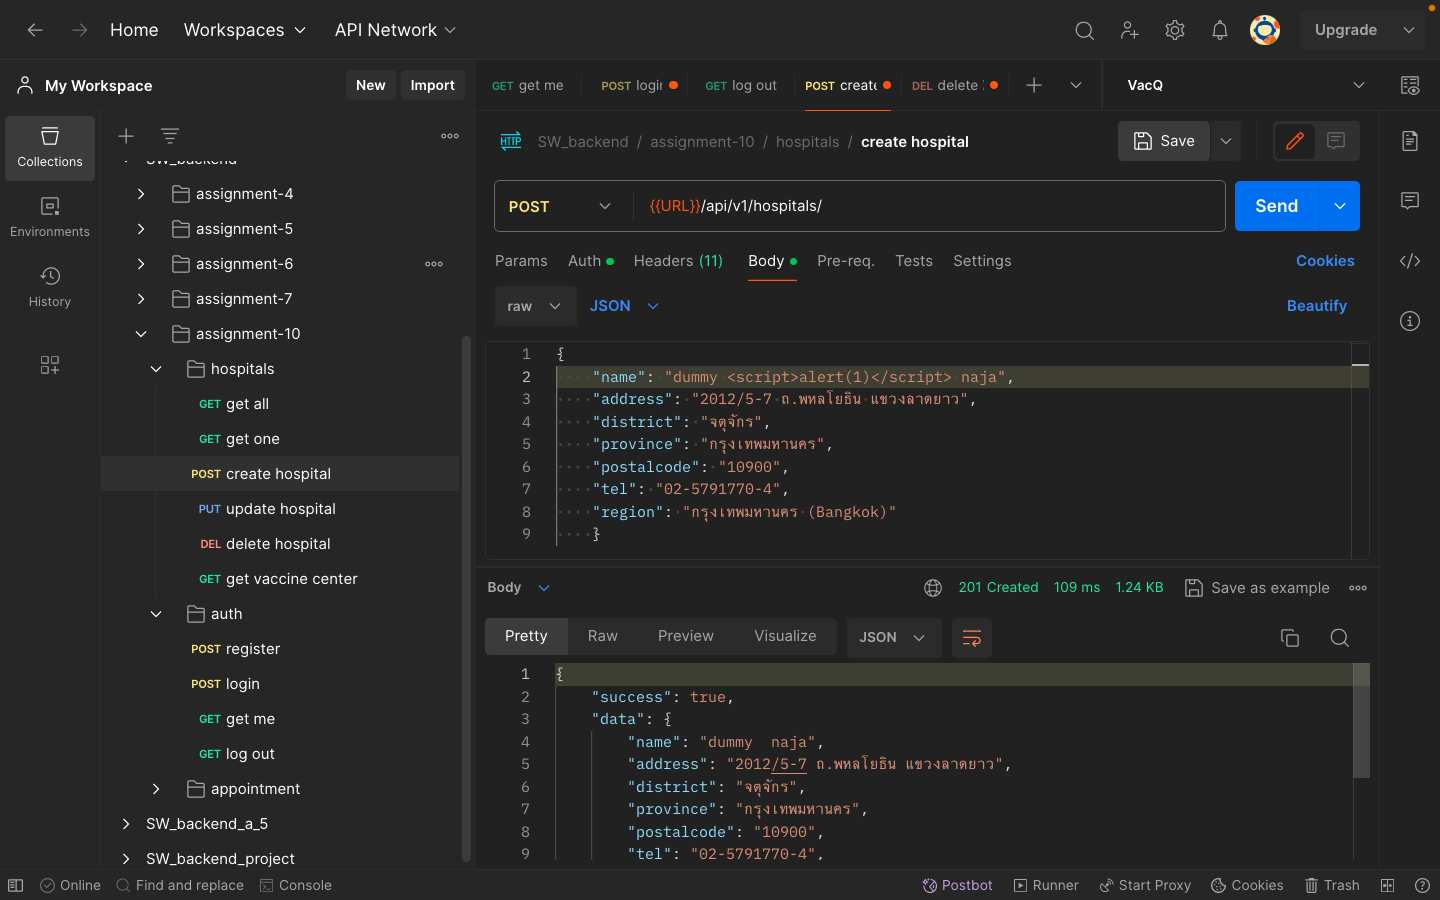 Home Workspaces API Network Upgrade
My Workspace New Import
GET get me POST login GET log out POST create DEL delete VacQ
Collections
Environments
History
SW_backend
assignment-4
assignment-5
assignment-6
assignment-7
assignment-10
hospitals
GET get all
GET get one
POST create hospital
PUT update hospital
DEL delete hospital
GET get vaccine center
auth
POST register
POST login
GET get me
GET log out
appointment
SW_backend_a_5
SW_backend_project
HTTP SW_backend / assignment-10 / hospitals / create hospital Save
POST {{URL}}/api/v1/hospitals/ Send
Params Auth Headers (11) Body Pre-req. Tests Settings Cookies
raw JSON Beautify
1 {
2 "name": "dummy <script>alert(1)</script> naja",
3 "address": "2012/5-7 ถ.พหลโยธิน แขวงลาดยาว",
4 "district": "จตุจักร",
5 "province": "กรุงเทพมหานคร",
6 "postalcode": "10900",
7 "tel": "02-5791770-4",
8 "region": "กรุงเทพมหานคร (Bangkok)"
9 }
Body 201 Created 109 ms 1.24 KB Save as example
Pretty Raw Preview Visualize JSON
1 {
2 "success": true,
3 "data": {
4 "name": "dummy  naja",
5 "address": "2012/5-7 ถ.พหลโยธิน แขวงลาดยาว",
6 "district": "จตุจักร",
7 "province": "กรุงเทพมหานคร",
8 "postalcode": "10900",
9 "tel": "02-5791770-4",
Online Find and replace Console Postbot Runner Start Proxy Cookies Trash